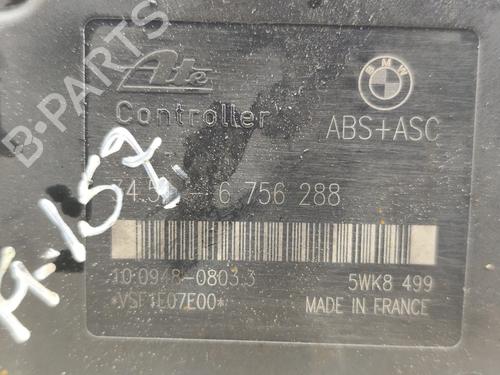 B-PARTS
Ate
BMW
Controller
ABS+ASC
6 756 288
A-157
10.0948-0803.3
5WK8 499
*VSF1E07E00*
MADE IN FRANCE